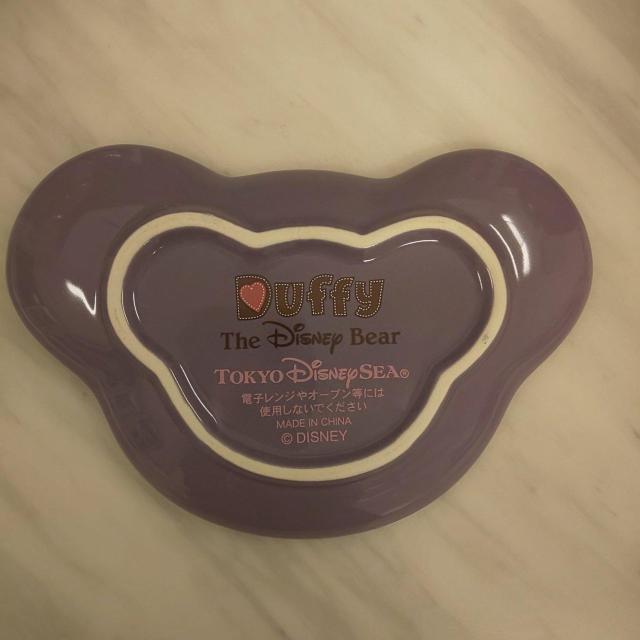 Duffy
The Disney Bear
TOKYO DISNEYSEA®
電子レンジやオーブン等には
使用しないでください
MADE IN CHINA
© DISNEY